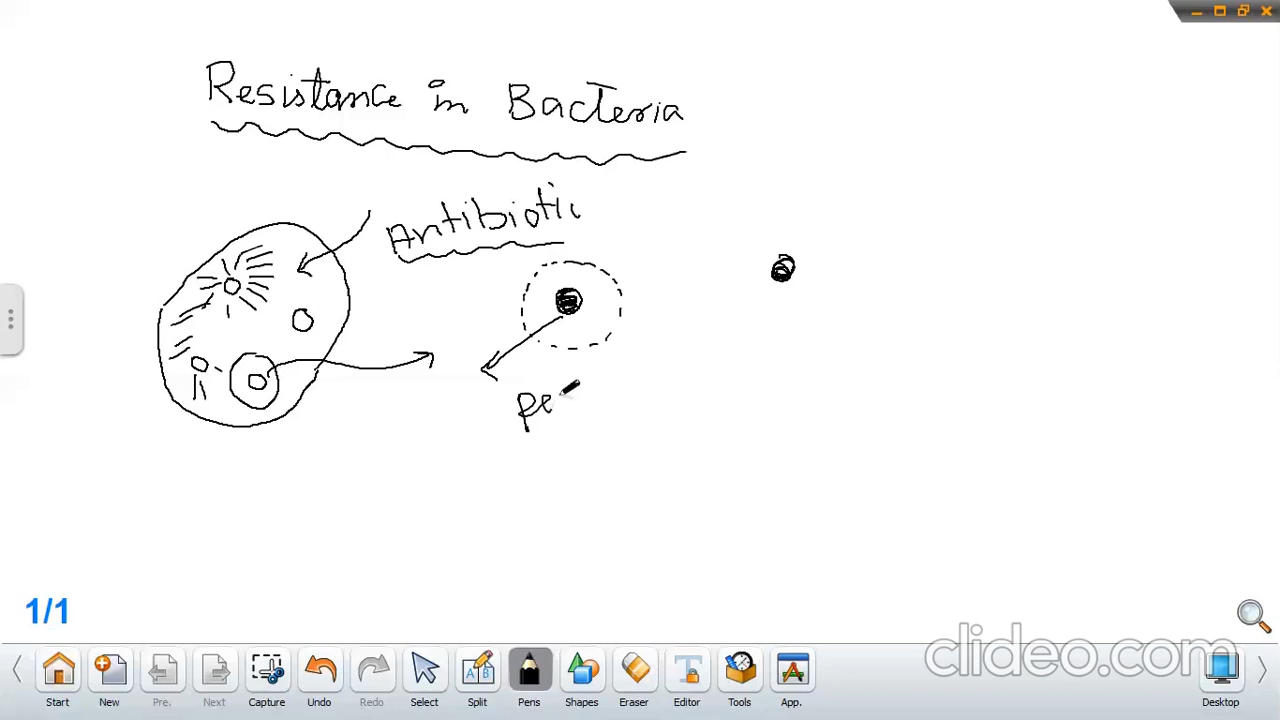 Resistance in Bacteria
Antibiotic
Re
1/1
clideo.com
Start New Pre. Next Capture Undo Redo Select Split Pens Shapes Eraser Editor Tools App. Desktop